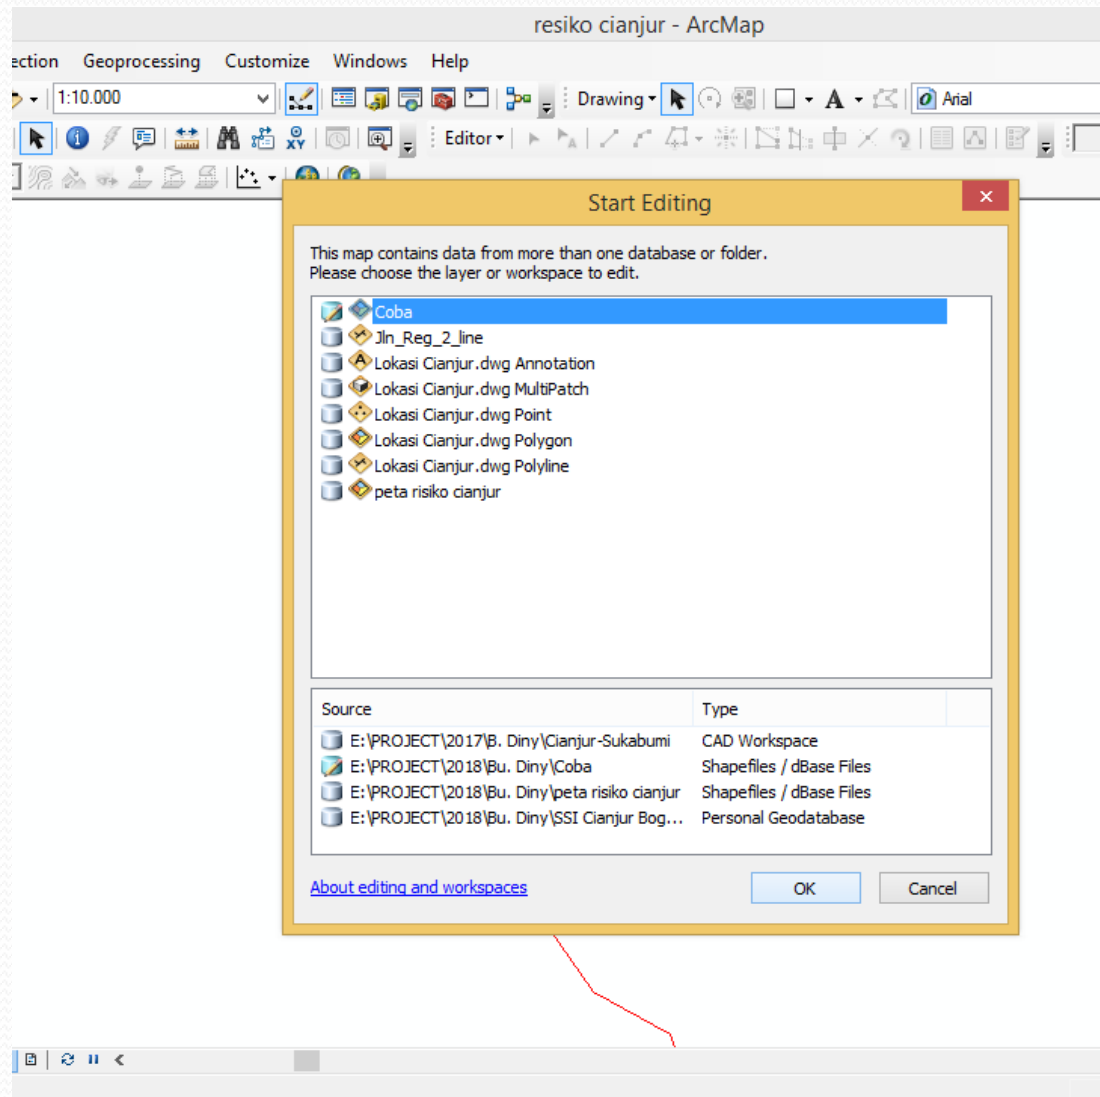 resiko cianjur - ArcMap
ection Geoprocessing Customize Windows Help
1:10.000 Drawing A Arial
XY Editor
Start Editing
This map contains data from more than one database or folder.
Please choose the layer or workspace to edit.
Coba
Jln_Reg_2_line
Lokasi Cianjur.dwg Annotation
Lokasi Cianjur.dwg MultiPatch
Lokasi Cianjur.dwg Point
Lokasi Cianjur.dwg Polygon
Lokasi Cianjur.dwg Polyline
peta risiko cianjur
Source Type
E:\PROJECT\2017\B. Diny\Cianjur-Sukabumi CAD Workspace
E:\PROJECT\2018\Bu. Diny\Coba Shapefiles / dBase Files
E:\PROJECT\2018\Bu. Diny\peta risiko cianjur Shapefiles / dBase Files
E:\PROJECT\2018\Bu. Diny\SSI Cianjur Bog... Personal Geodatabase
About editing and workspaces OK Cancel